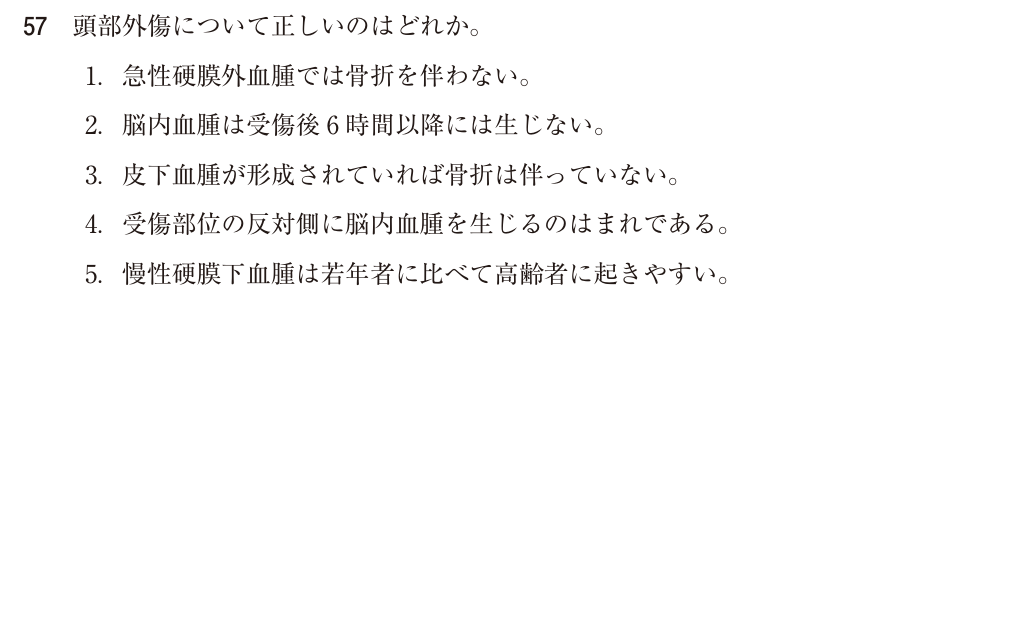 57 頭部外傷について正しいのはどれか。
1. 急性硬膜外血腫では骨折を伴わない。
2. 脳内血腫は受傷後6時間以降には生じない。
3. 皮下血腫が形成されていれば骨折は伴っていない。
4. 受傷部位の反対側に脳内血腫を生じるのはまれである。
5. 慢性硬膜下血腫は若年者に比べて高齢者に起きやすい。